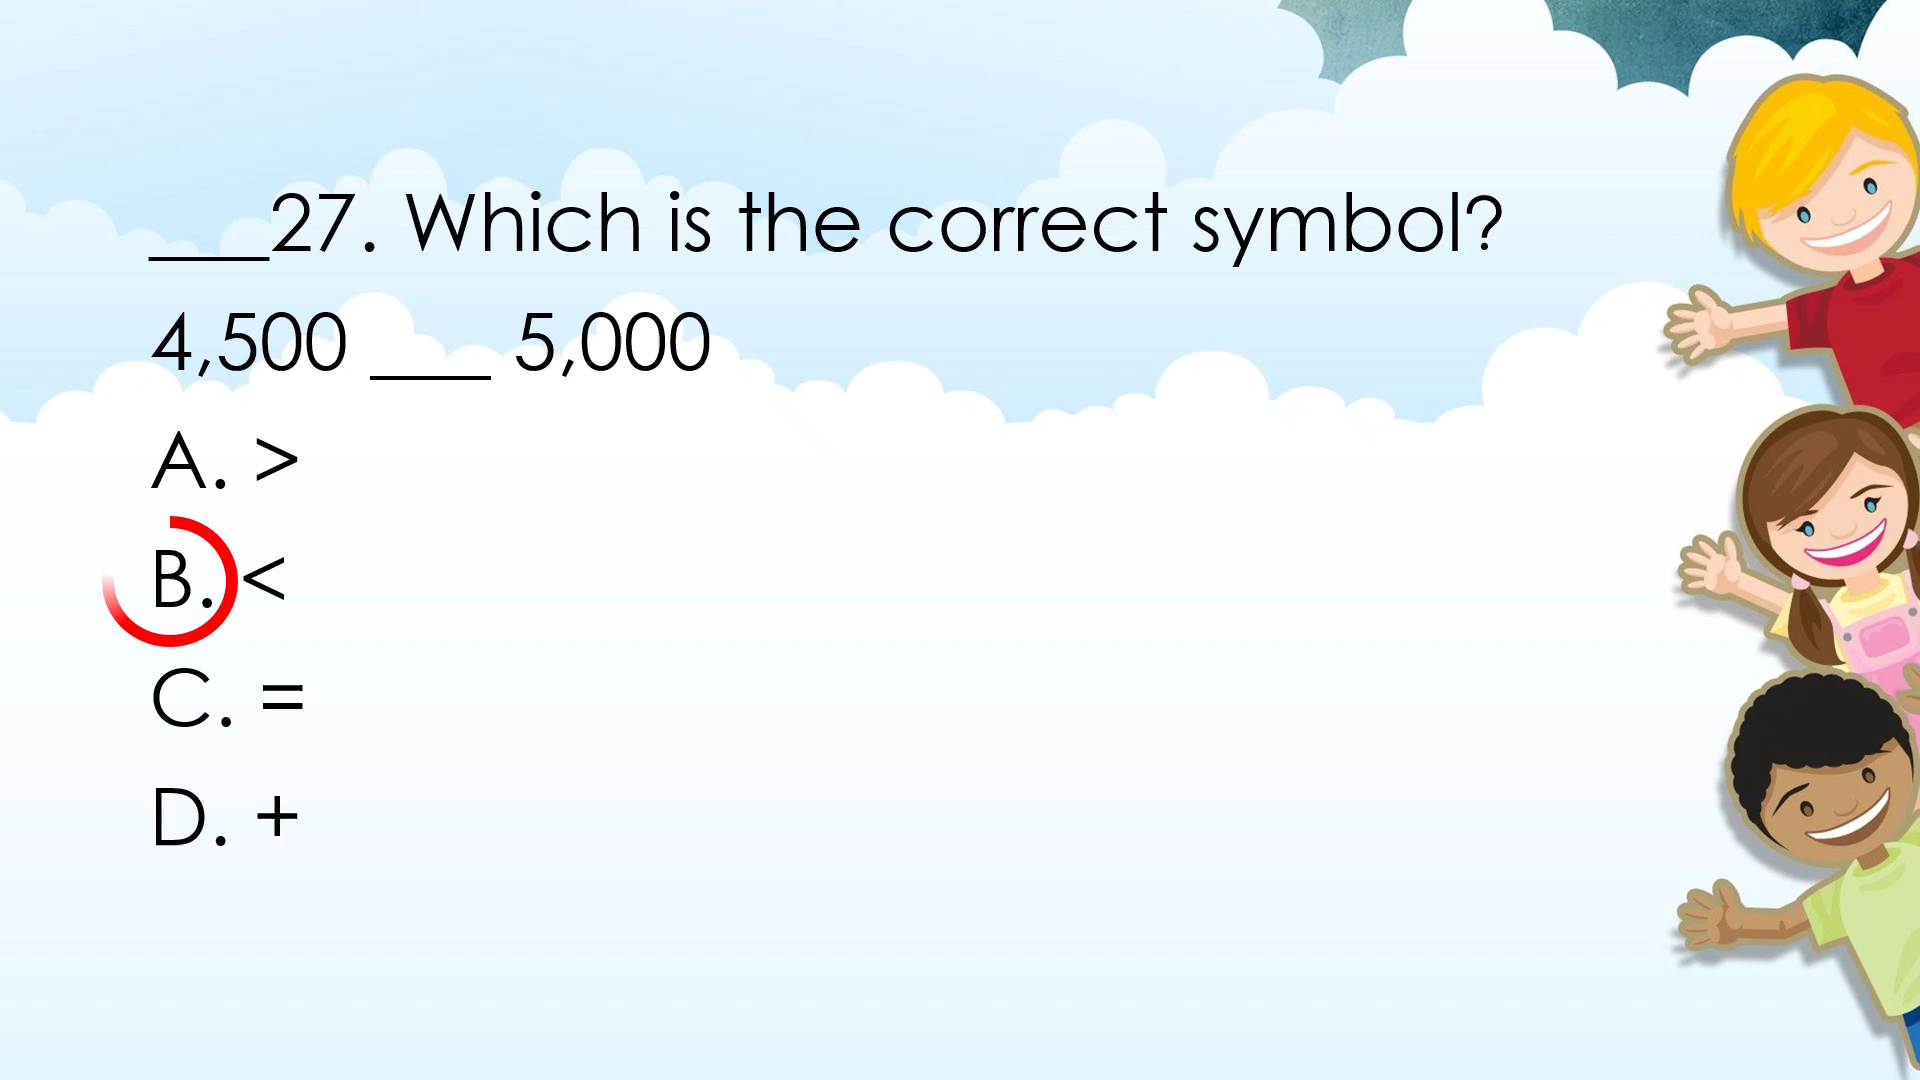 ___27. Which is the correct symbol?
4,500 ___ 5,000
A. >
B. <
C. =
D. +